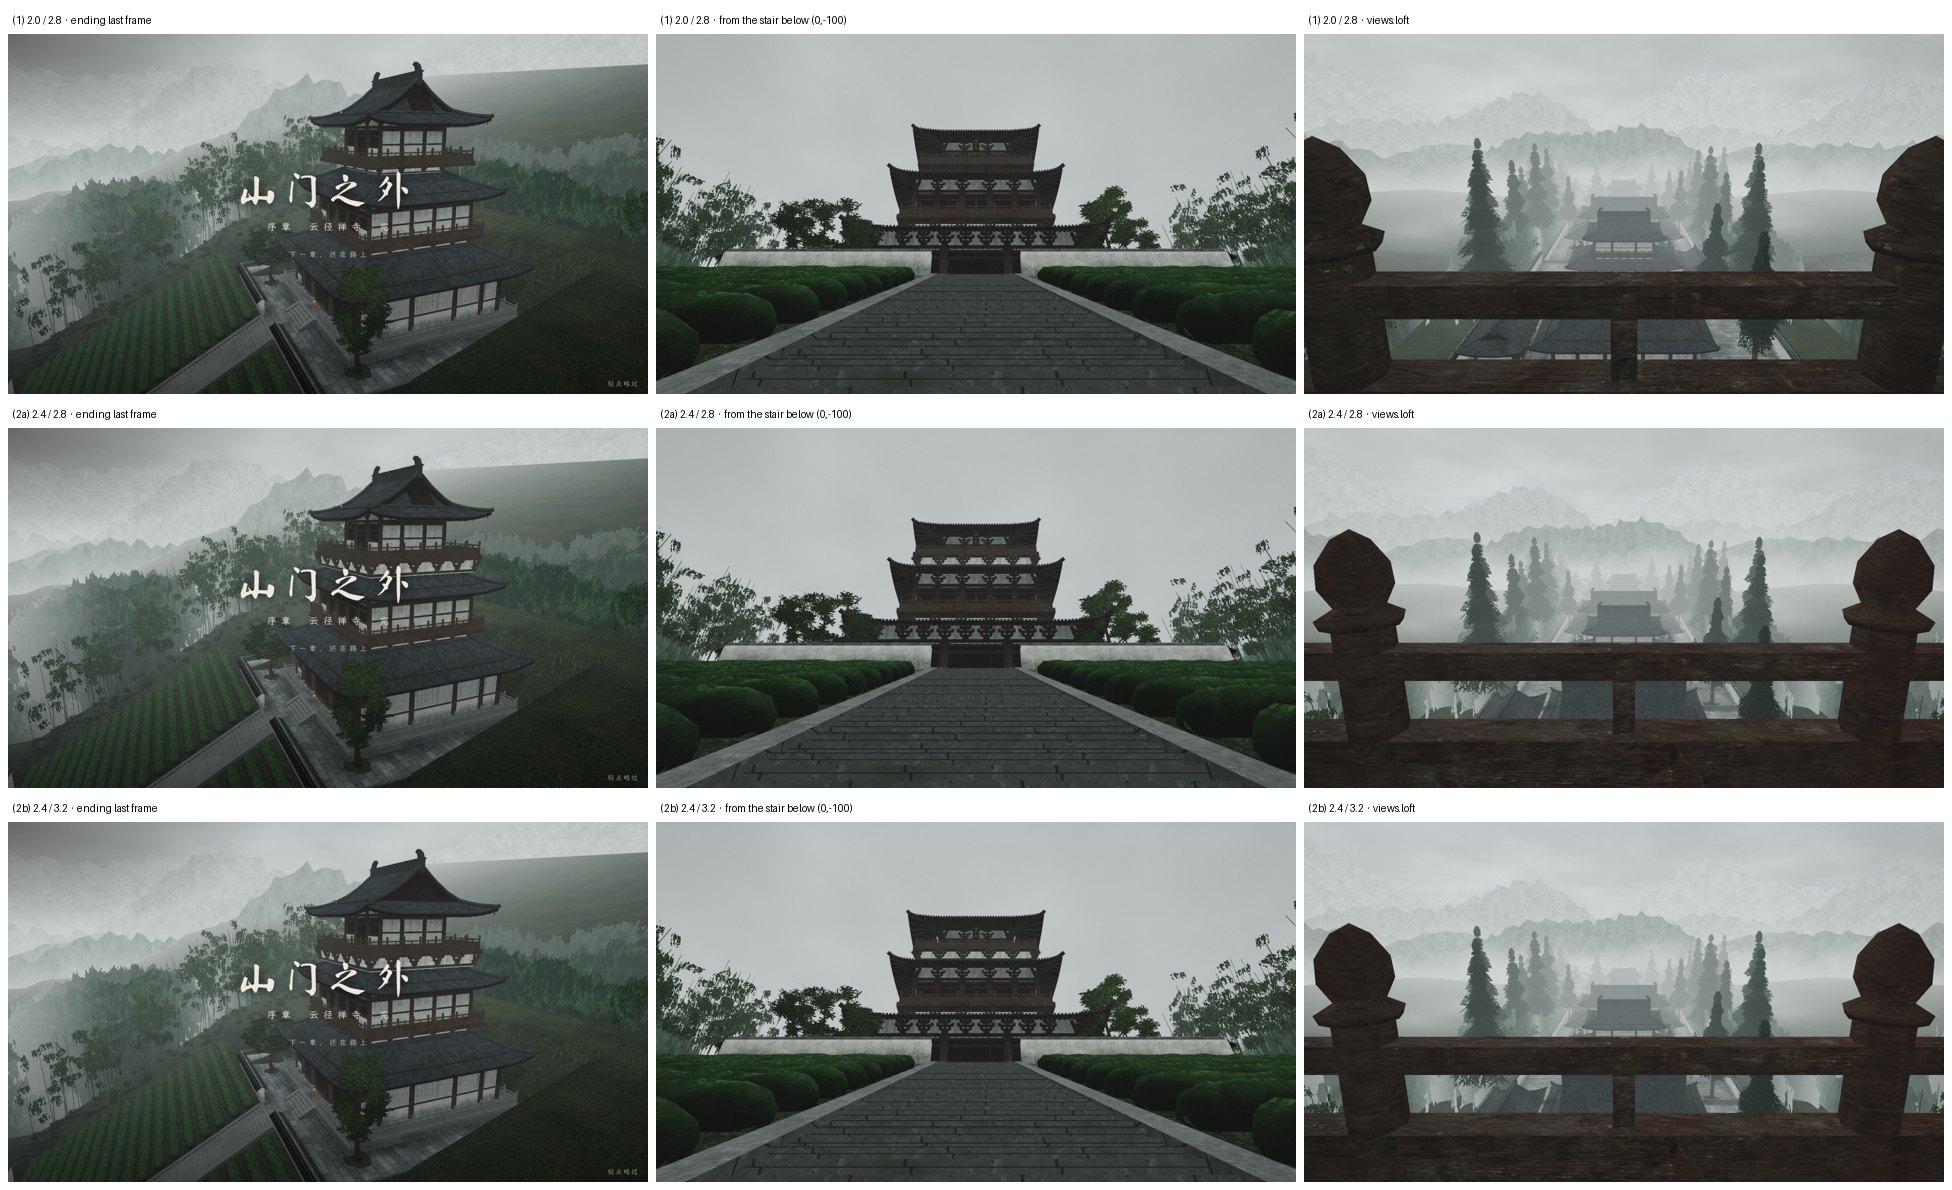 (1) 2.0 / 2.8 · ending last frame
(1) 2.0 / 2.8 · from the stair below (0,-100)
(1) 2.0 / 2.8 · views.loft
山门之外
序章 云径禅寺 完
下一章，还在路上
轻点略过
(2a) 2.4 / 2.8 · ending last frame
(2a) 2.4 / 2.8 · from the stair below (0,-100)
(2a) 2.4 / 2.8 · views.loft
山门之外
序章 云径禅寺 完
下一章，还在路上
轻点略过
(2b) 2.4 / 3.2 · ending last frame
(2b) 2.4 / 3.2 · from the stair below (0,-100)
(2b) 2.4 / 3.2 · views.loft
山门之外
序章 云径禅寺 完
下一章，还在路上
轻点略过